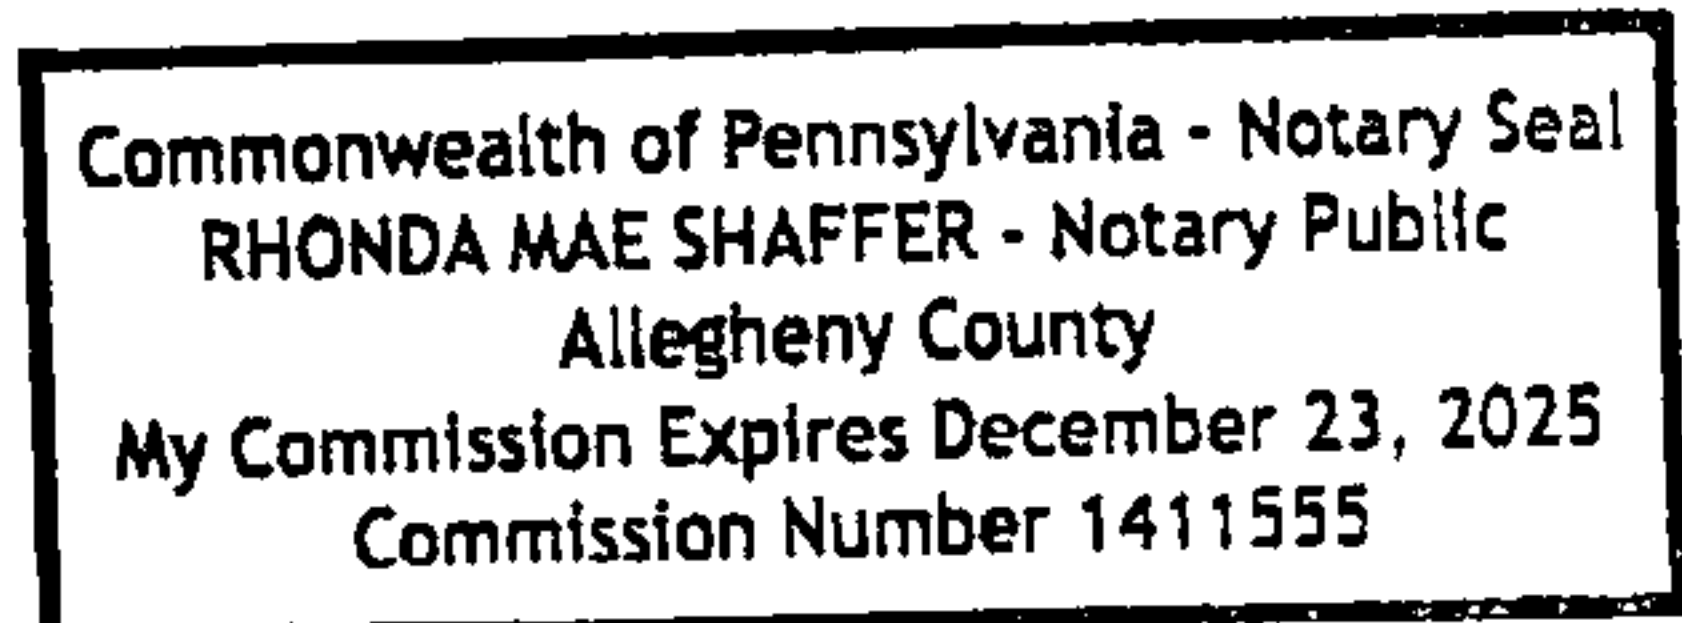 Commonwealth of Pennsylvania - Notary Seal
RHONDA MAE SHAFFER - Notary Public
Allegheny County
My Commission Expires December 23, 2025
Commission Number 1411555